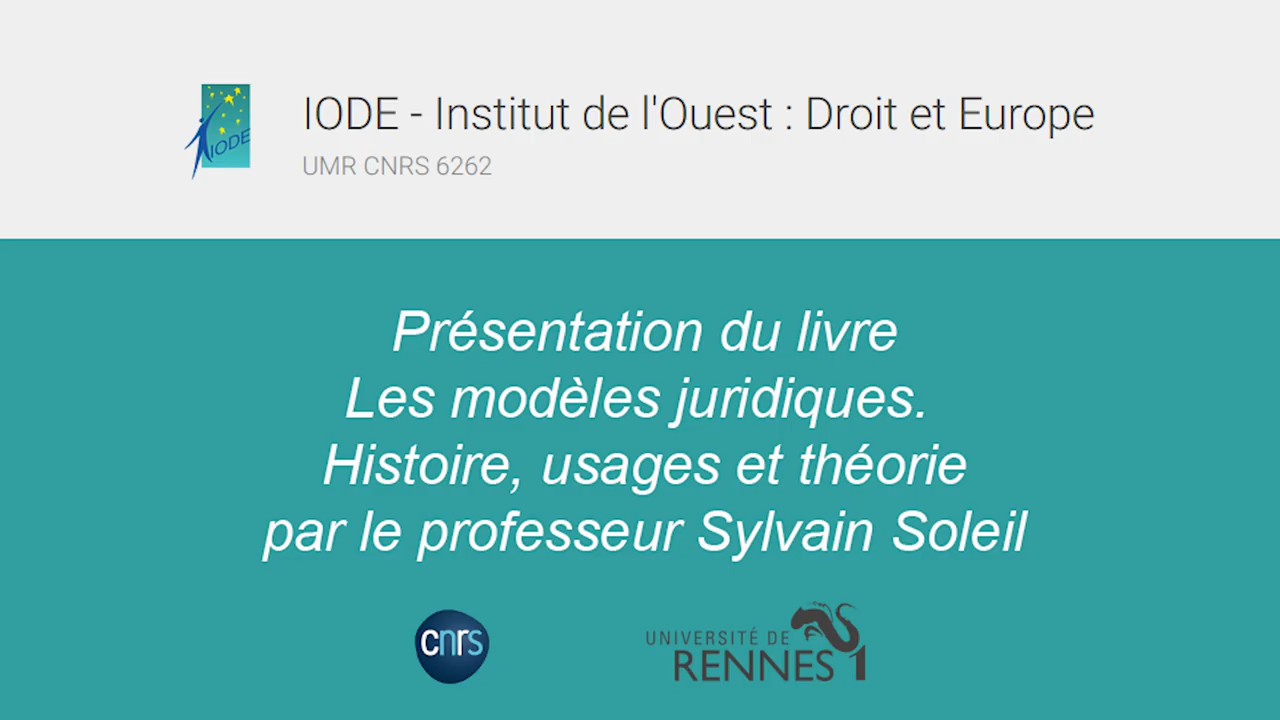 IODE
IODE - Institut de l'Ouest : Droit et Europe
UMR CNRS 6262
Présentation du livre
Les modèles juridiques.
Histoire, usages et théorie
par le professeur Sylvain Soleil
cnrs
UNIVERSITÉ DE
RENNES 1